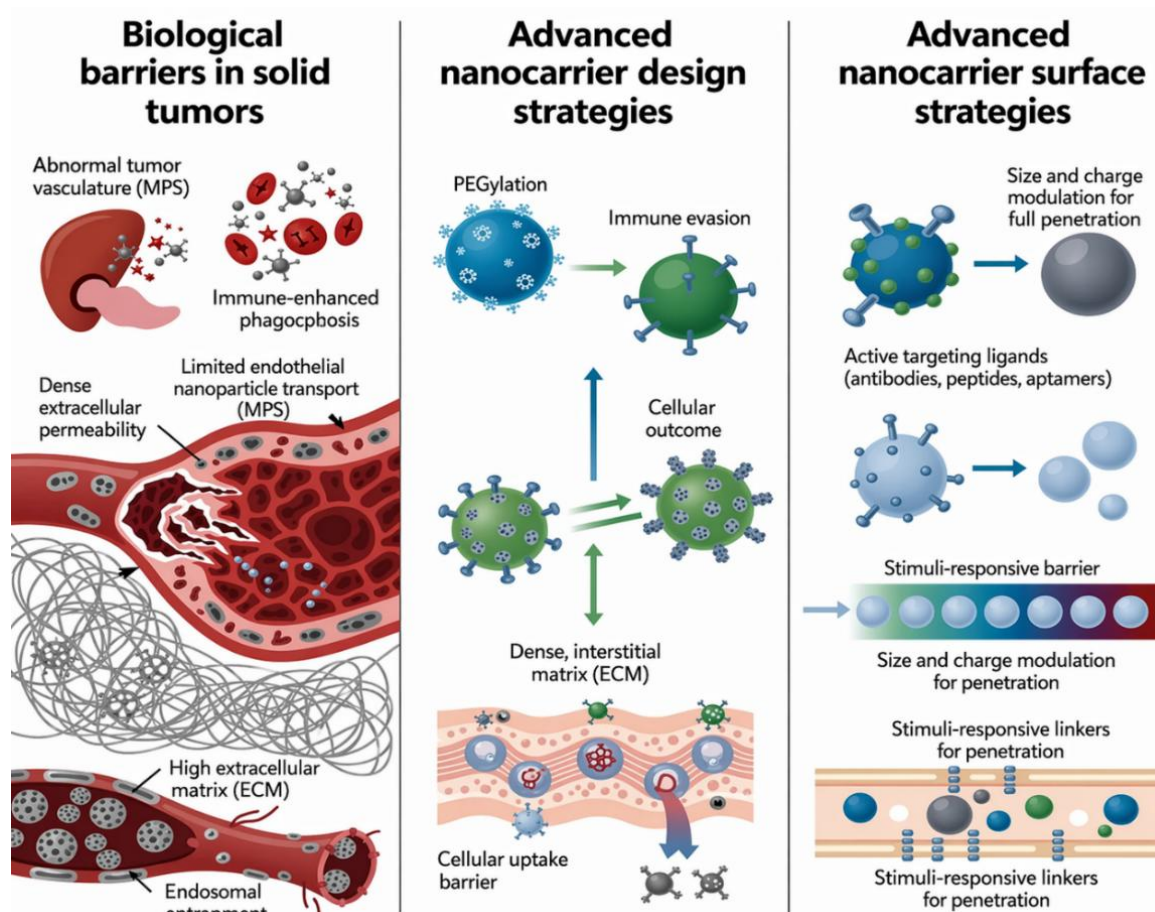 Biological
barriers in solid
tumors
Abnormal tumor
vasculature (MPS)
Immune-enhanced
phagocpbosis
Limited endothelial
nanoparticle transport
(MPS)
Dense
extracellular
permeability
High extracellular
matrix (ECM)
Endosomal
Advanced
nanocarrier design
strategies
PEGylation
Immune evasion
Cellular
outcome
Dense, interstitial
matrix (ECM)
Cellular uptake
barrier
Advanced
nanocarrier surface
strategies
Size and charge
modulation for
full penetration
Active targeting ligands
(antibodies, peptides, aptamers)
Stimuli-responsive barrier
Size and charge modulation
for penetration
Stimuli-responsive linkers
for penetration
Stimuli-responsive linkers
for penetration